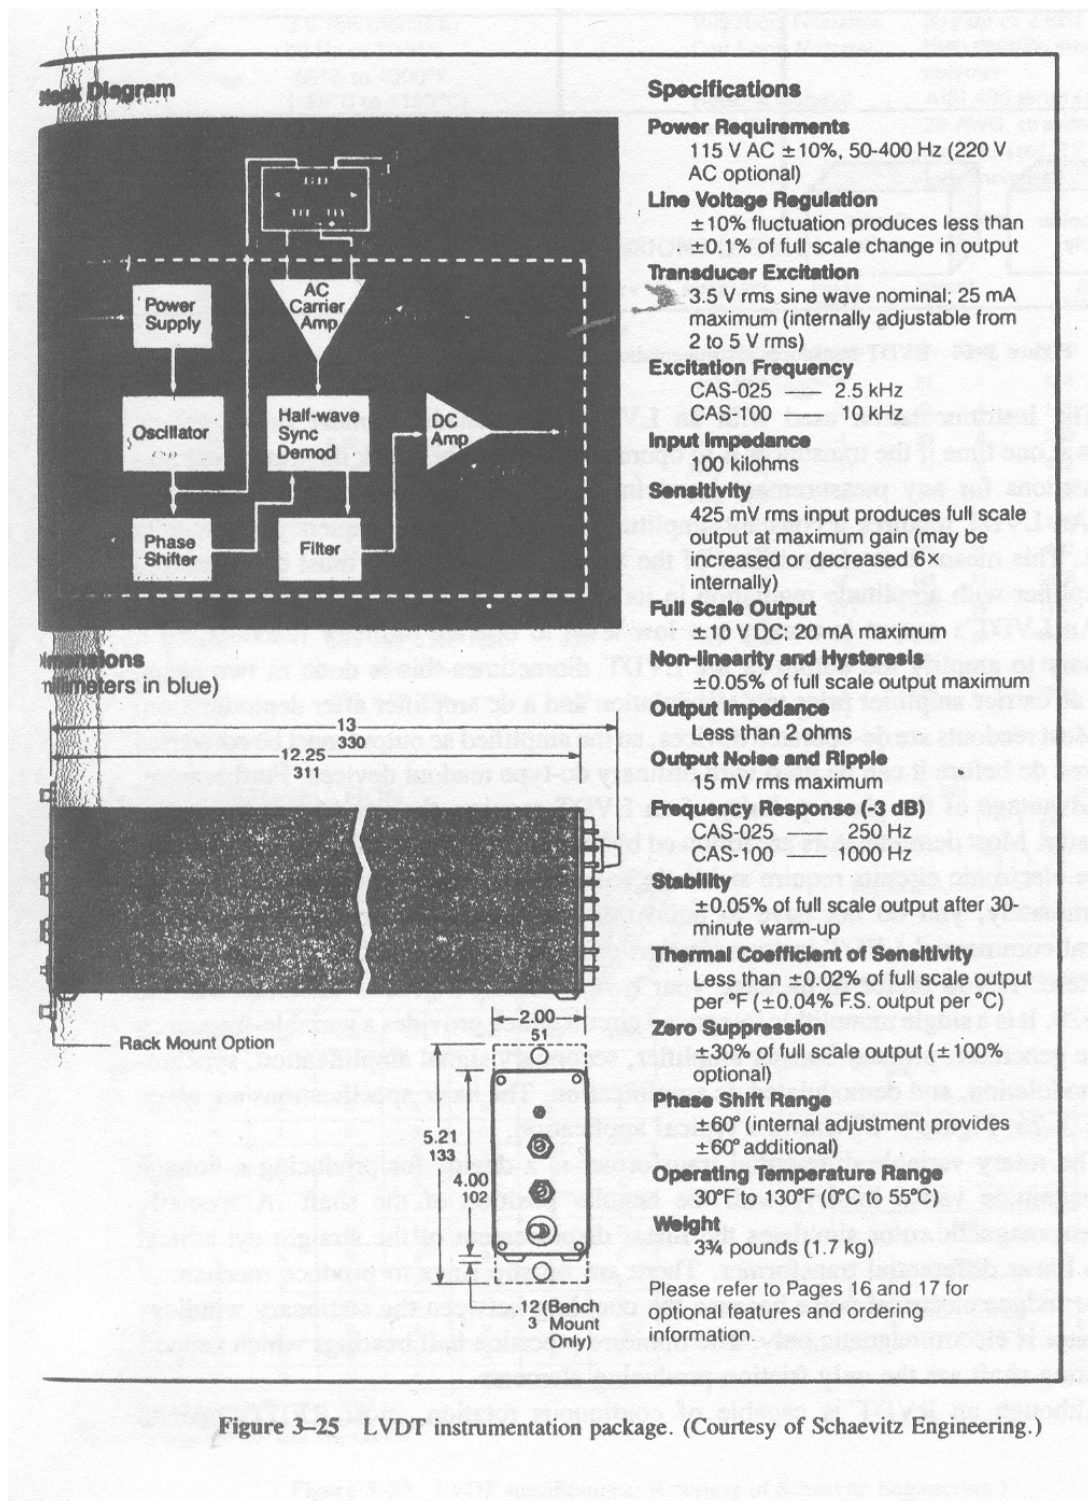 Block Diagram
Power
Supply
AC
Carrier
Amp
Oscillator
Half-wave
Sync
Demod
DC
Amp
Phase
Shifter
Filter
Dimensions
(millimeters in blue)
13
330
12.25
311
Rack Mount Option
2.00
51
5.21
133
4.00
102
.12 (Bench
3 Mount
Only)
Specifications
Power Requirements
115 V AC ±10%, 50-400 Hz (220 V
AC optional)
Line Voltage Regulation
±10% fluctuation produces less than
±0.1% of full scale change in output
Transducer Excitation
3.5 V rms sine wave nominal; 25 mA
maximum (internally adjustable from
2 to 5 V rms)
Excitation Frequency
CAS-025 —— 2.5 kHz
CAS-100 —— 10 kHz
Input Impedance
100 kilohms
Sensitivity
425 mV rms input produces full scale
output at maximum gain (may be
increased or decreased 6×
internally)
Full Scale Output
±10 V DC; 20 mA maximum
Non-linearity and Hysteresis
±0.05% of full scale output maximum
Output Impedance
Less than 2 ohms
Output Noise and Ripple
15 mV rms maximum
Frequency Response (-3 dB)
CAS-025 —— 250 Hz
CAS-100 —— 1000 Hz
Stability
±0.05% of full scale output after 30-
minute warm-up
Thermal Coefficient of Sensitivity
Less than ±0.02% of full scale output
per °F (±0.04% F.S. output per °C)
Zero Suppression
±30% of full scale output (±100%
optional)
Phase Shift Range
±60° (internal adjustment provides
±60° additional)
Operating Temperature Range
30°F to 130°F (0°C to 55°C)
Weight
3¾ pounds (1.7 kg)
Please refer to Pages 16 and 17 for
optional features and ordering
information.
Figure 3–25 LVDT instrumentation package. (Courtesy of Schaevitz Engineering.)